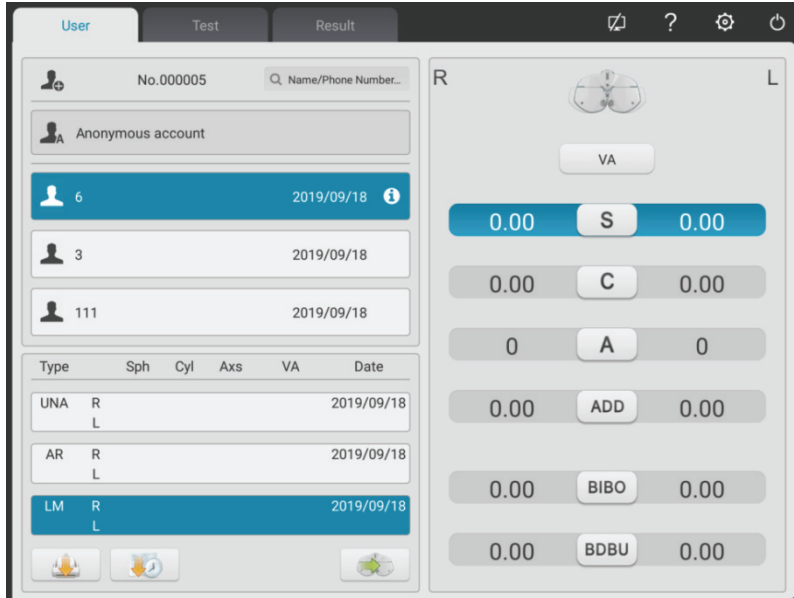 User Test Result ?
No.000005 Name/Phone Number...
A Anonymous account
6 2019/09/18 i
3 2019/09/18
111 2019/09/18
Type Sph Cyl Axs VA Date
UNA R 2019/09/18
L
AR R 2019/09/18
L
LM R 2019/09/18
L
R L
VA
0.00 S 0.00
0.00 C 0.00
0 A 0
0.00 ADD 0.00
0.00 BIBO 0.00
0.00 BDBU 0.00